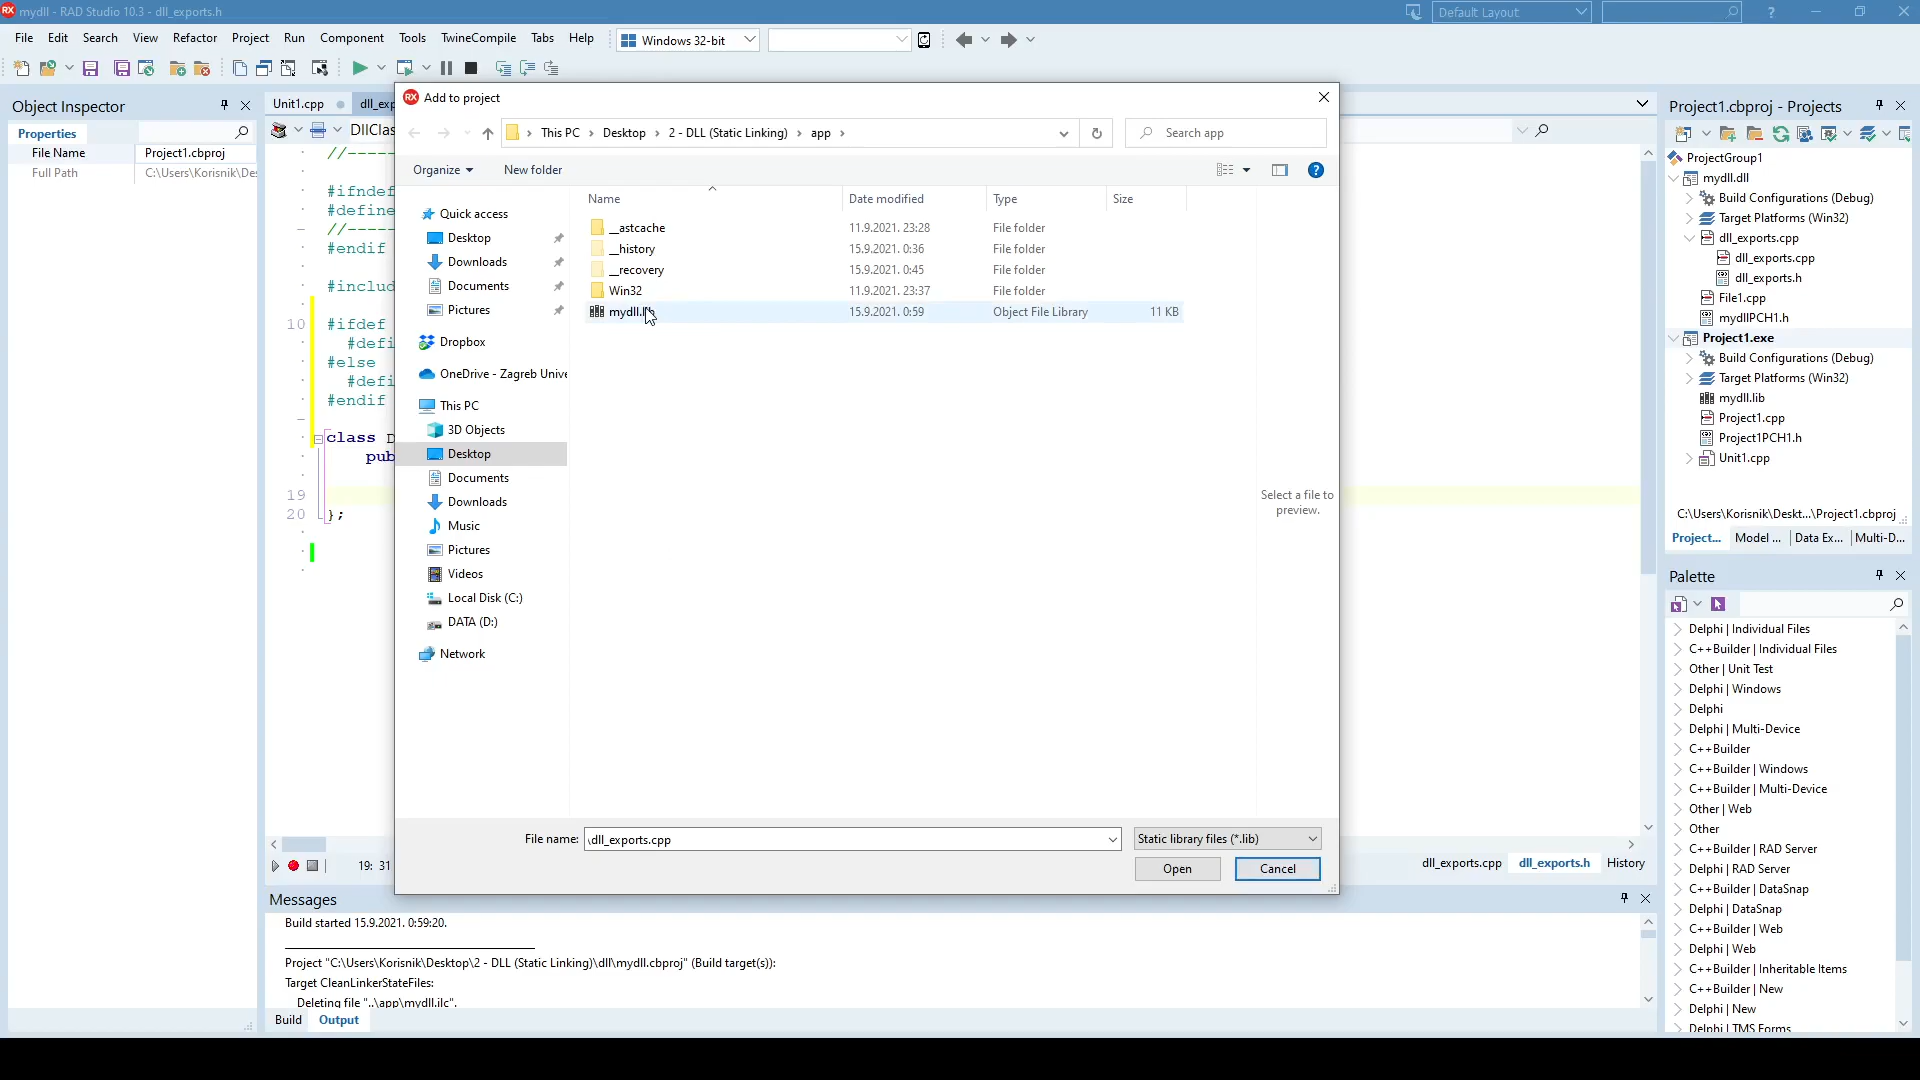 mydll - RAD Studio 10.3 - dll_exports.h
Default Layout
?
File Edit Search View Refactor Project Run Component Tools TwineCompile Tabs Help
Windows 32-bit
Object Inspector
Properties
File Name Project1.cbproj
Full Path C:\Users\Korisnik\Des
Unit1.cpp dll_exp
DllClas
//-----
#ifndef
#define
//-----
#endif
#includ
10 #ifdef
#defi
#else
#defi
#endif
class D
pub
19
20 };
19: 31
Add to project
This PC › Desktop › 2 - DLL (Static Linking) › app ›
Search app
Organize
New folder
Name Date modified Type Size
__astcache 11.9.2021. 23:28 File folder
__history 15.9.2021. 0:36 File folder
__recovery 15.9.2021. 0:45 File folder
Win32 11.9.2021. 23:37 File folder
mydll.lib 15.9.2021. 0:59 Object File Library 11 KB
Quick access
Desktop
Downloads
Documents
Pictures
Dropbox
OneDrive - Zagreb Unive
This PC
3D Objects
Desktop
Documents
Downloads
Music
Pictures
Videos
Local Disk (C:)
DATA (D:)
Network
Select a file to
preview.
File name: \dll_exports.cpp
Static library files (*.lib)
Open Cancel
dll_exports.cpp dll_exports.h History
Messages
Build started 15.9.2021. 0:59:20.
Project "C:\Users\Korisnik\Desktop\2 - DLL (Static Linking)\dll\mydll.cbproj" (Build target(s)):
Target CleanLinkerStateFiles:
Deleting file "..\app\mydll.ilc".
Build Output
Project1.cbproj - Projects
ProjectGroup1
mydll.dll
Build Configurations (Debug)
Target Platforms (Win32)
dll_exports.cpp
dll_exports.cpp
dll_exports.h
File1.cpp
mydllPCH1.h
Project1.exe
Build Configurations (Debug)
Target Platforms (Win32)
mydll.lib
Project1.cpp
Project1PCH1.h
Unit1.cpp
C:\Users\Korisnik\Deskt...\Project1.cbproj
Project... Model ... Data Ex... Multi-D...
Palette
Delphi | Individual Files
C++Builder | Individual Files
Other | Unit Test
Delphi | Windows
Delphi
Delphi | Multi-Device
C++Builder
C++Builder | Windows
C++Builder | Multi-Device
Other | Web
Other
C++Builder | RAD Server
Delphi | RAD Server
C++Builder | DataSnap
Delphi | DataSnap
C++Builder | Web
Delphi | Web
C++Builder | Inheritable Items
C++Builder | New
Delphi | New
Delphi | TMS Forms